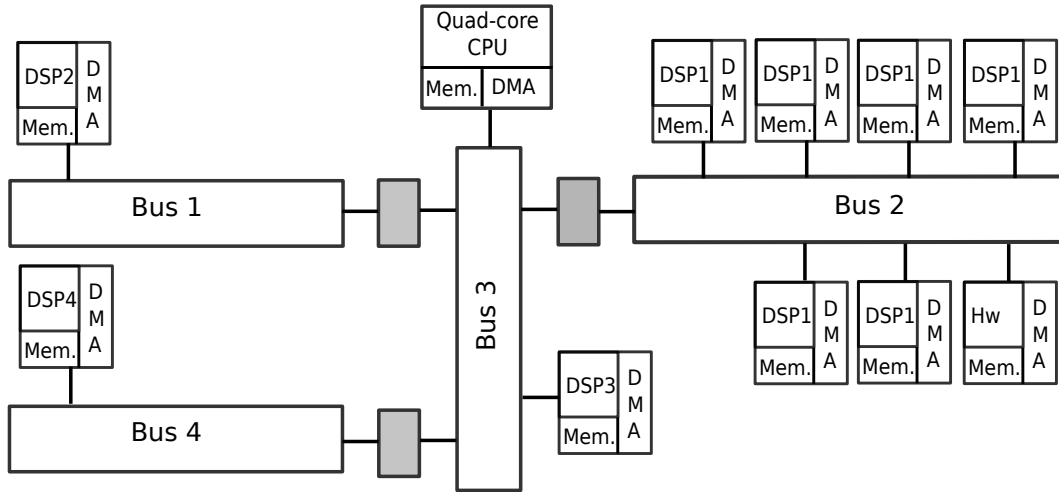 Quad-core
CPU
Mem.
DMA
DSP2
Mem.
D
M
A
DSP1
Mem.
D
M
A
DSP1
Mem.
D
M
A
DSP1
Mem.
D
M
A
DSP1
Mem.
D
M
A
Bus 1
Bus 2
Bus 3
DSP4
Mem.
D
M
A
DSP1
Mem.
D
M
A
DSP1
Mem.
D
M
A
Hw
Mem.
D
M
A
DSP3
Mem.
D
M
A
Bus 4